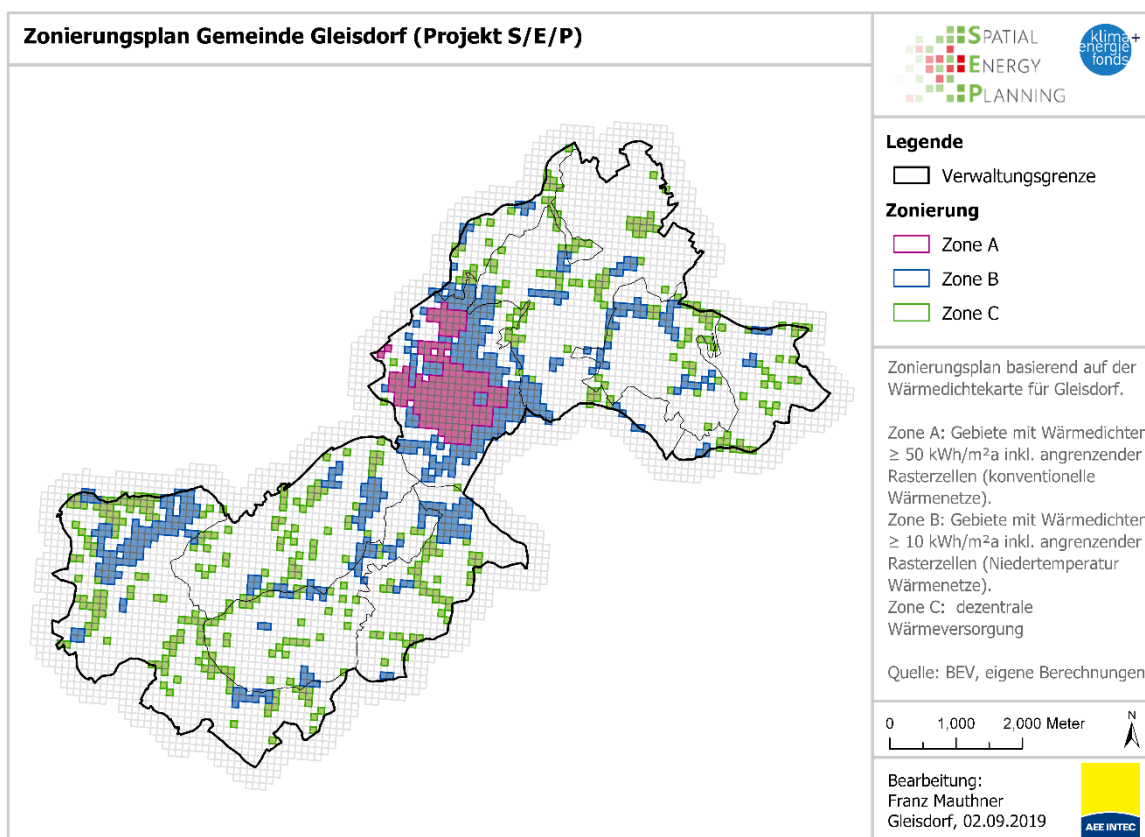 Zonierungsplan Gemeinde Gleisdorf (Projekt S/E/P)
SPATIAL
ENERGY
PLANNING
klima+
energie
fonds
Legende
Verwaltungsgrenze
Zonierung
Zone A
Zone B
Zone C
Zonierungsplan basierend auf der
Wärmedichtekarte für Gleisdorf.
Zone A: Gebiete mit Wärmedichten
≥ 50 kWh/m²a inkl. angrenzender
Rasterzellen (konventionelle
Wärmenetze).
Zone B: Gebiete mit Wärmedichten
≥ 10 kWh/m²a inkl. angrenzender
Rasterzellen (Niedertemperatur
Wärmenetze).
Zone C: dezentrale
Wärmeversorgung
Quelle: BEV, eigene Berechnungen
0 1,000 2,000 Meter
N
Bearbeitung:
Franz Mauthner
Gleisdorf, 02.09.2019
AEE INTEC